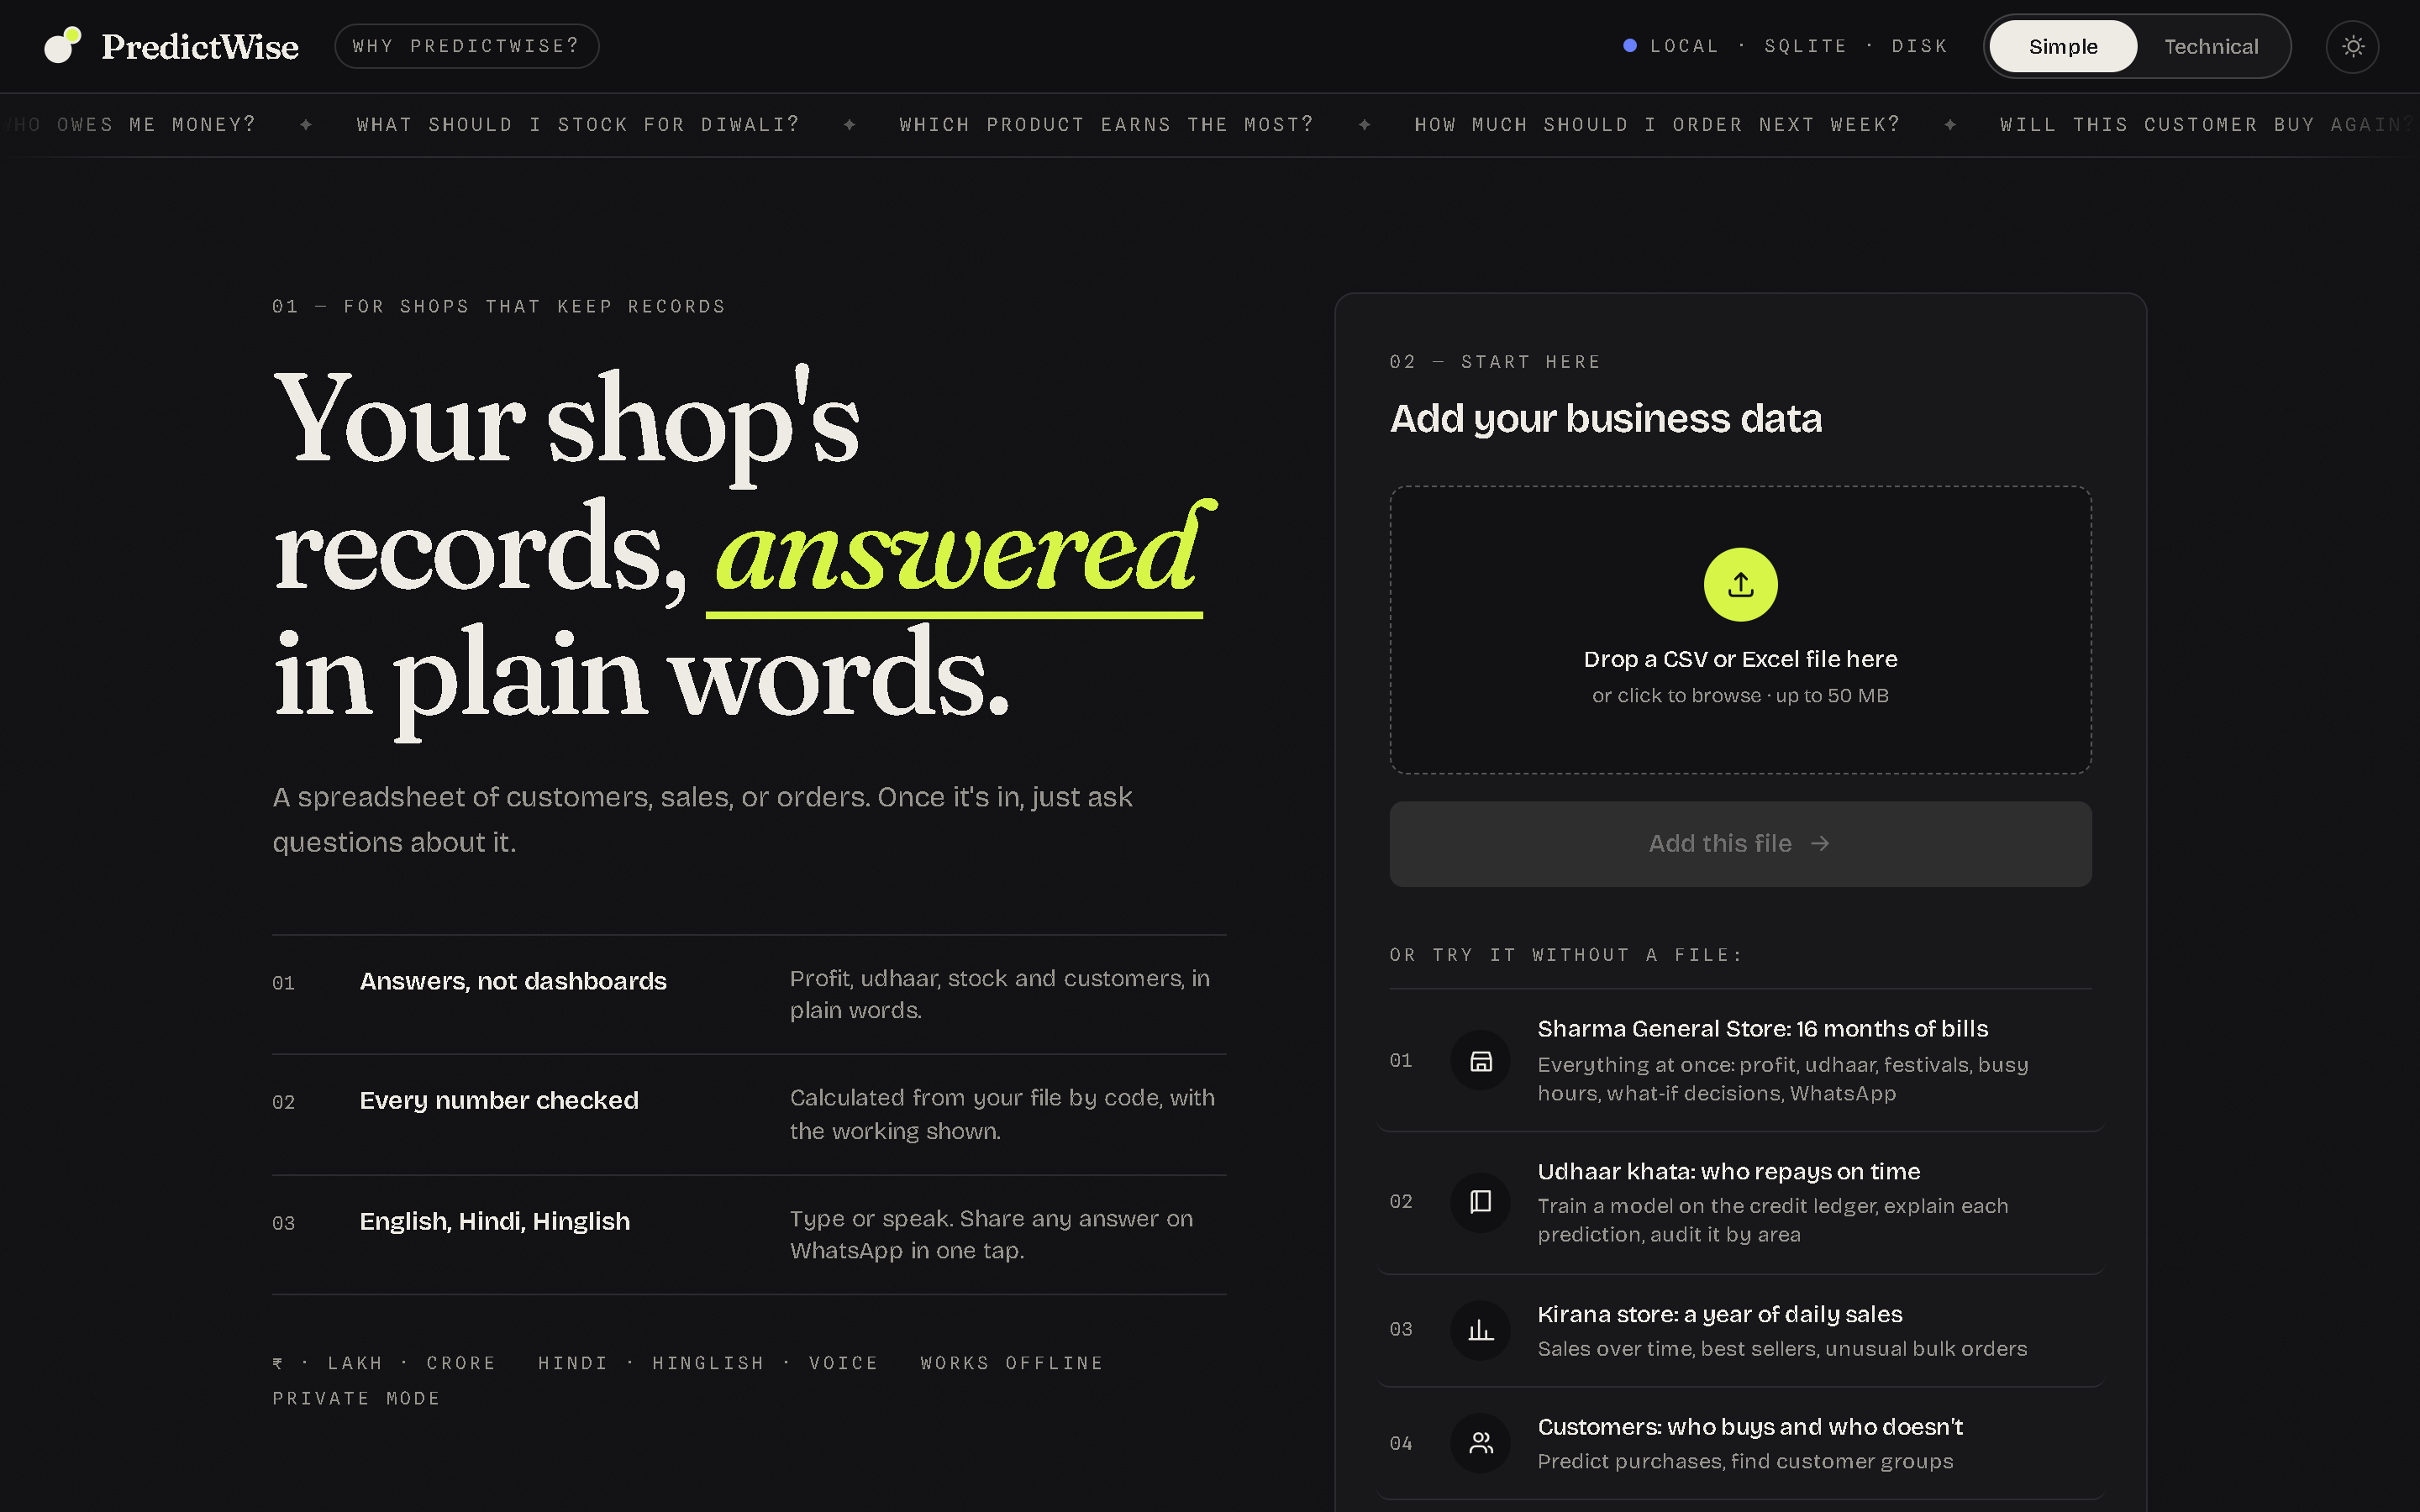 PredictWise
WHY PREDICTWISE?
LOCAL · SQLITE · DISK
Simple
Technical
WHO OWES ME MONEY? ✦ WHAT SHOULD I STOCK FOR DIWALI? ✦ WHICH PRODUCT EARNS THE MOST? ✦ HOW MUCH SHOULD I ORDER NEXT WEEK? ✦ WILL THIS CUSTOMER BUY AGAIN?
01 — FOR SHOPS THAT KEEP RECORDS
Your shop's
records, answered
in plain words.
A spreadsheet of customers, sales, or orders. Once it's in, just ask
questions about it.
01
Answers, not dashboards
Profit, udhaar, stock and customers, in
plain words.
02
Every number checked
Calculated from your file by code, with
the working shown.
03
English, Hindi, Hinglish
Type or speak. Share any answer on
WhatsApp in one tap.
₹ · LAKH · CRORE HINDI · HINGLISH · VOICE WORKS OFFLINE
PRIVATE MODE
02 — START HERE
Add your business data
Drop a CSV or Excel file here
or click to browse · up to 50 MB
Add this file →
OR TRY IT WITHOUT A FILE:
01
Sharma General Store: 16 months of bills
Everything at once: profit, udhaar, festivals, busy
hours, what-if decisions, WhatsApp
02
Udhaar khata: who repays on time
Train a model on the credit ledger, explain each
prediction, audit it by area
03
Kirana store: a year of daily sales
Sales over time, best sellers, unusual bulk orders
04
Customers: who buys and who doesn't
Predict purchases, find customer groups